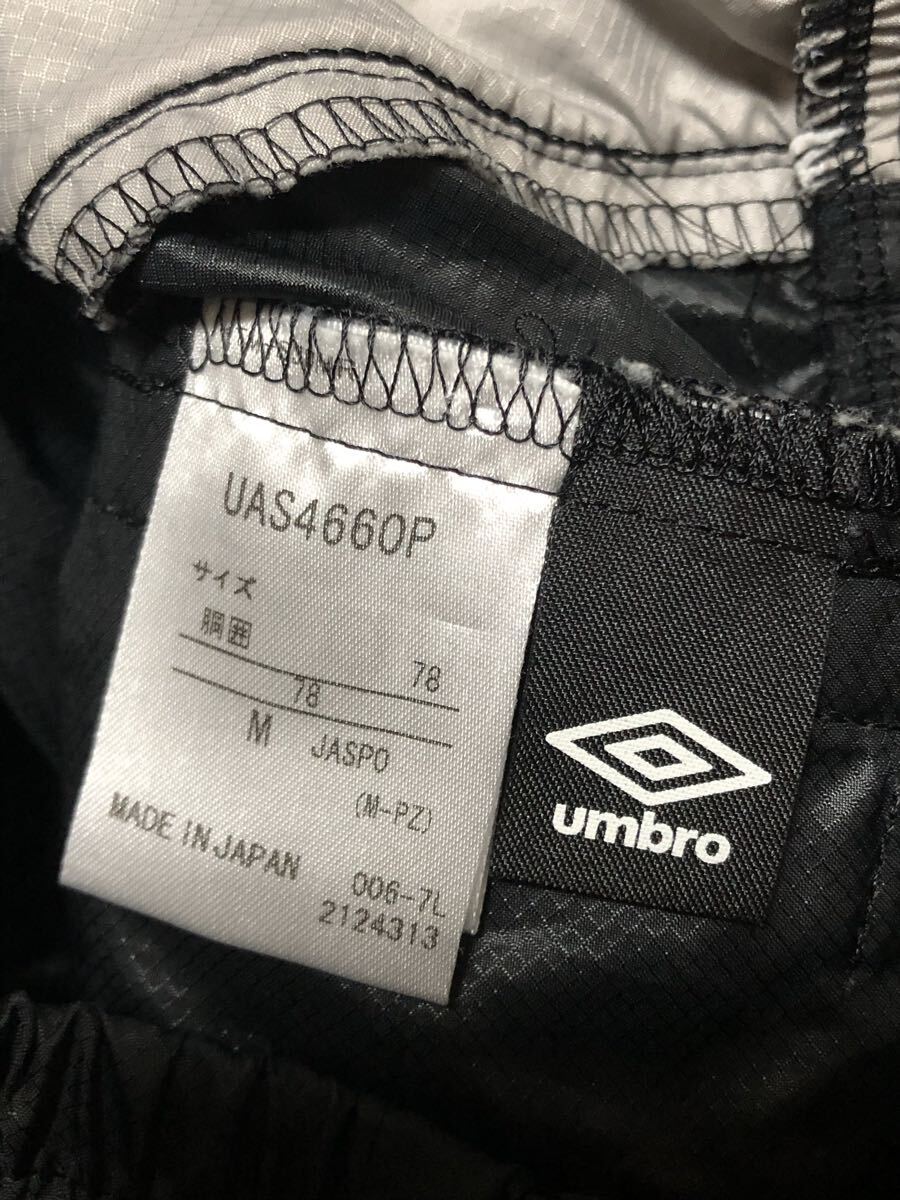 UAS4660P
サイズ
胴囲 78
78
M JASPO
(M-PZ)
MADE IN JAPAN
006-7L
2124313
umbro